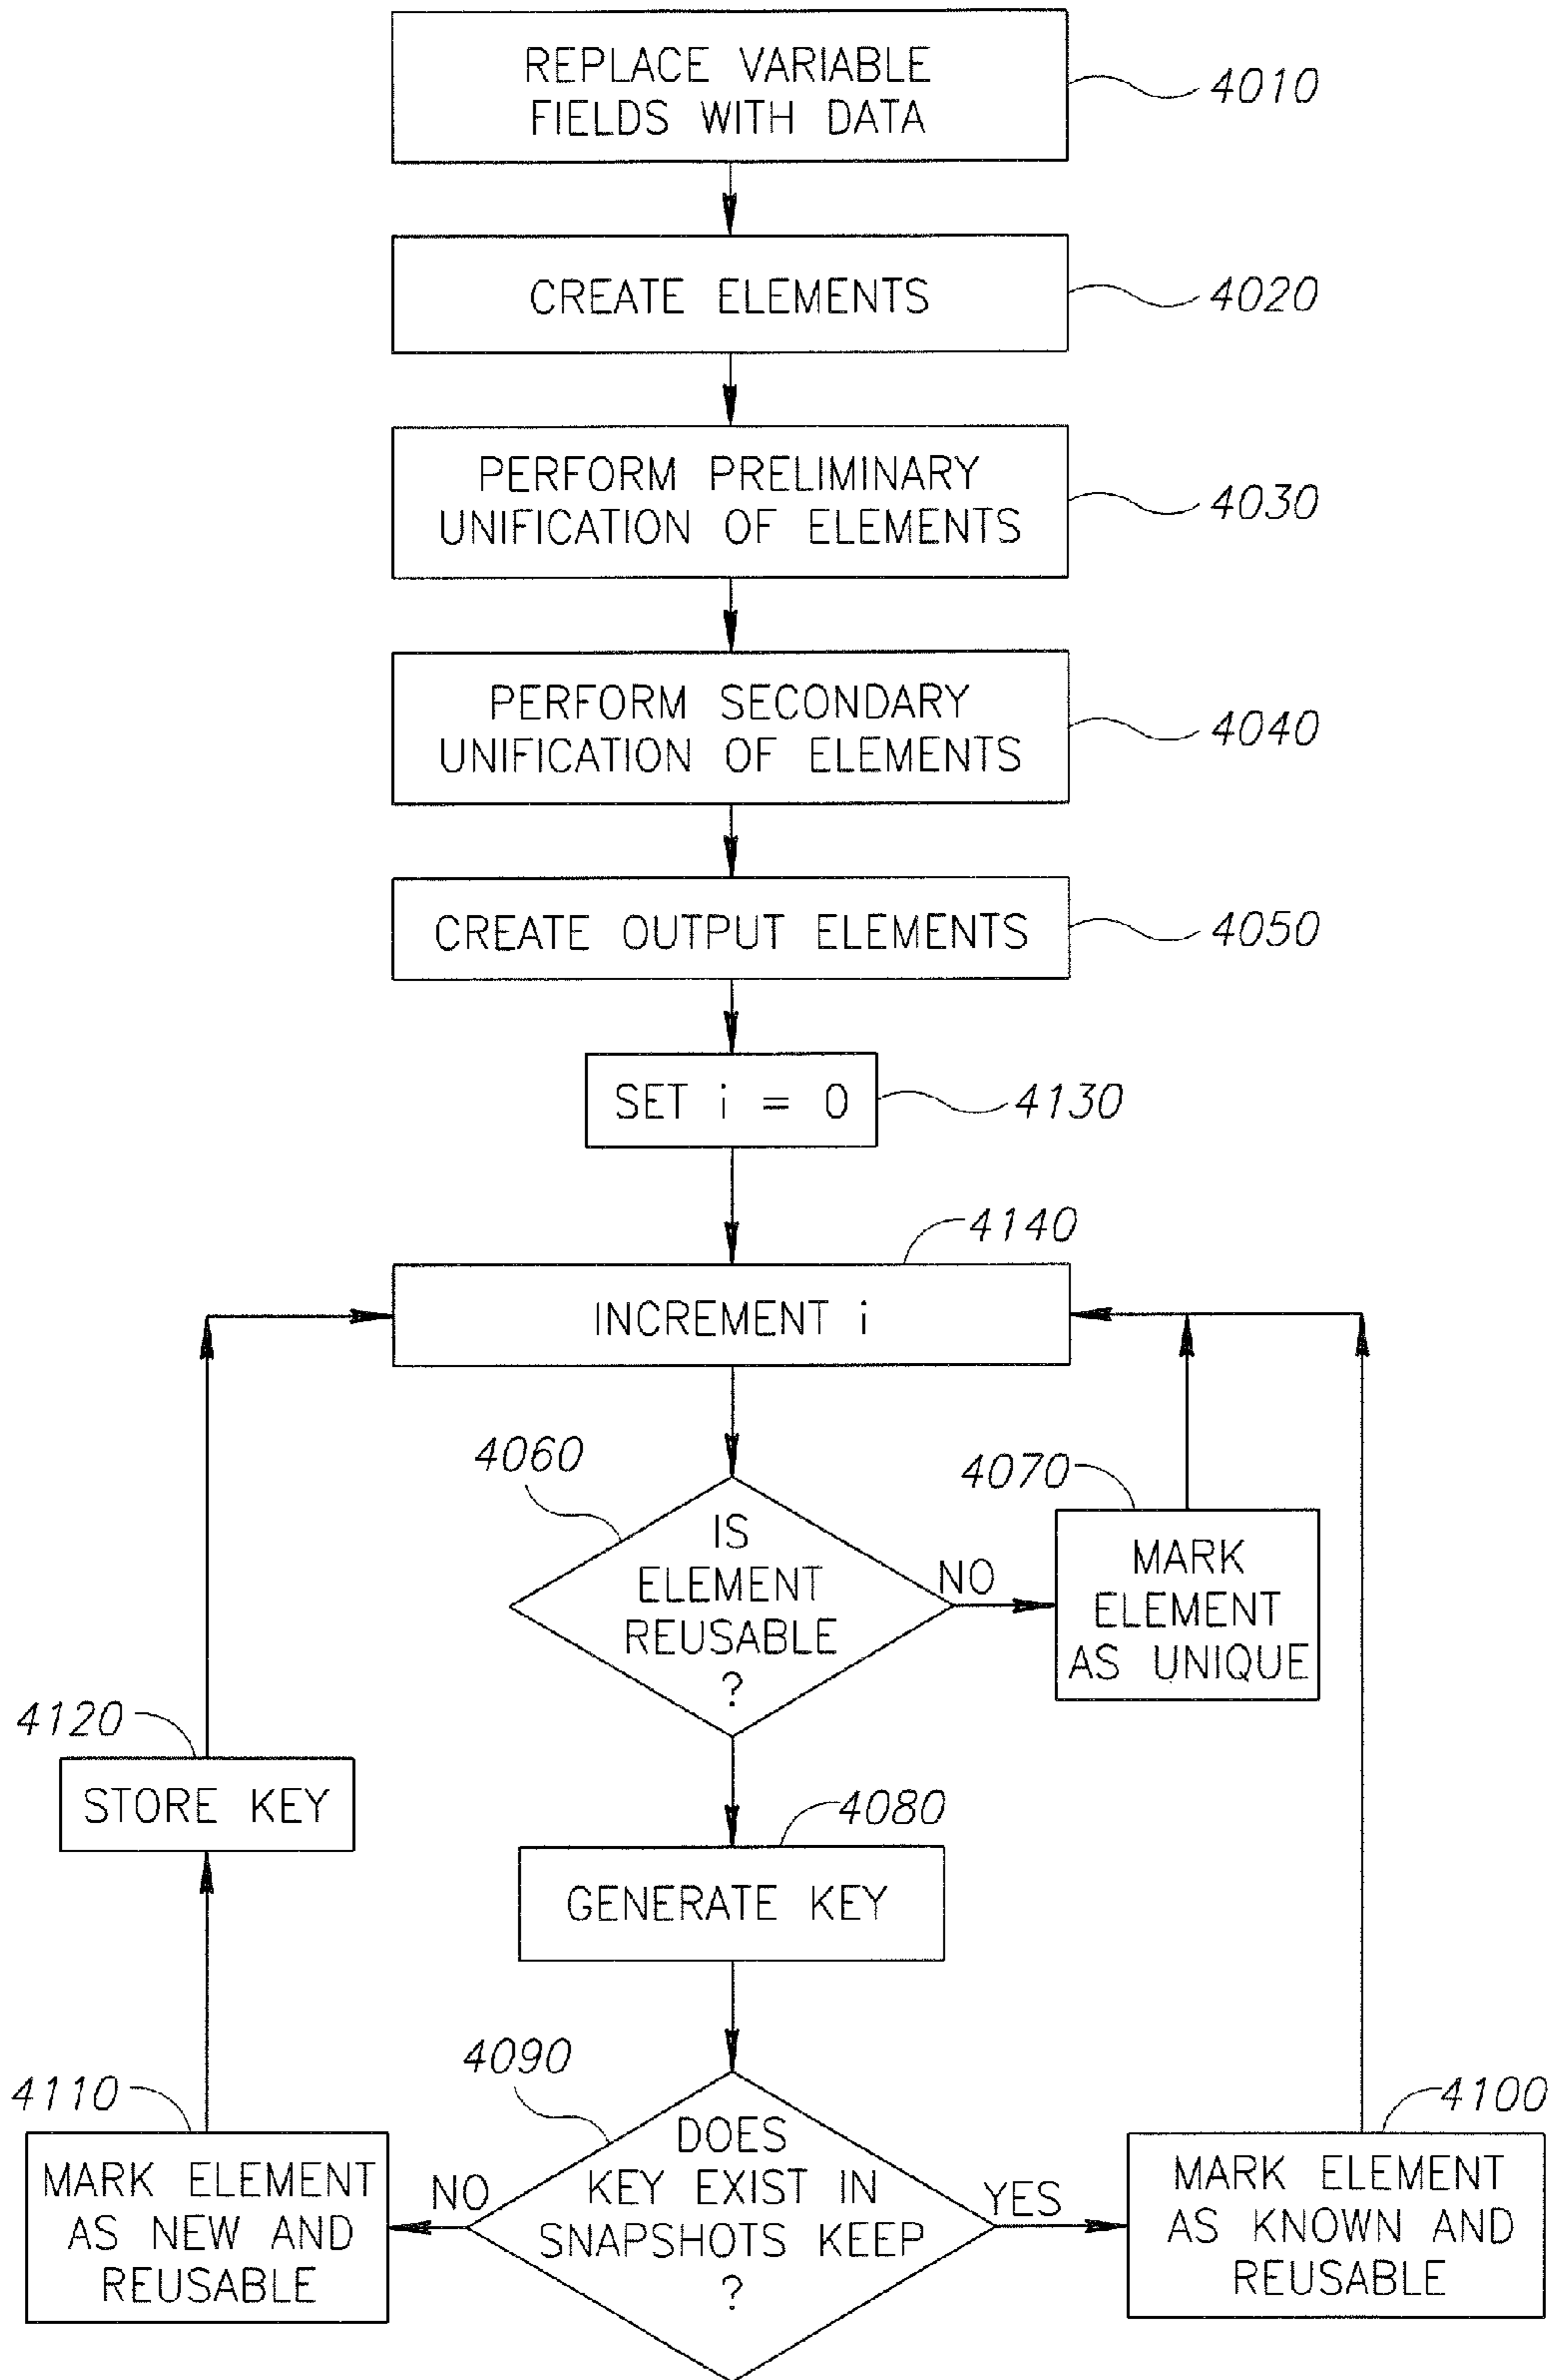 REPLACE VARIABLE
FIELDS WITH DATA
4010
CREATE ELEMENTS
4020
PERFORM PRELIMINARY
UNIFICATION OF ELEMENTS
4030
PERFORM SECONDARY
UNIFICATION OF ELEMENTS
4040
CREATE OUTPUT ELEMENTS
4050
SET i = 0
4130
4140
INCREMENT i
4060
IS
ELEMENT
REUSABLE
?
NO
4070
MARK
ELEMENT
AS UNIQUE
4120
STORE KEY
4080
GENERATE KEY
4090
DOES
KEY EXIST IN
SNAPSHOTS KEEP
?
NO
4110
MARK ELEMENT
AS NEW AND
REUSABLE
YES
4100
MARK ELEMENT
AS KNOWN AND
REUSABLE